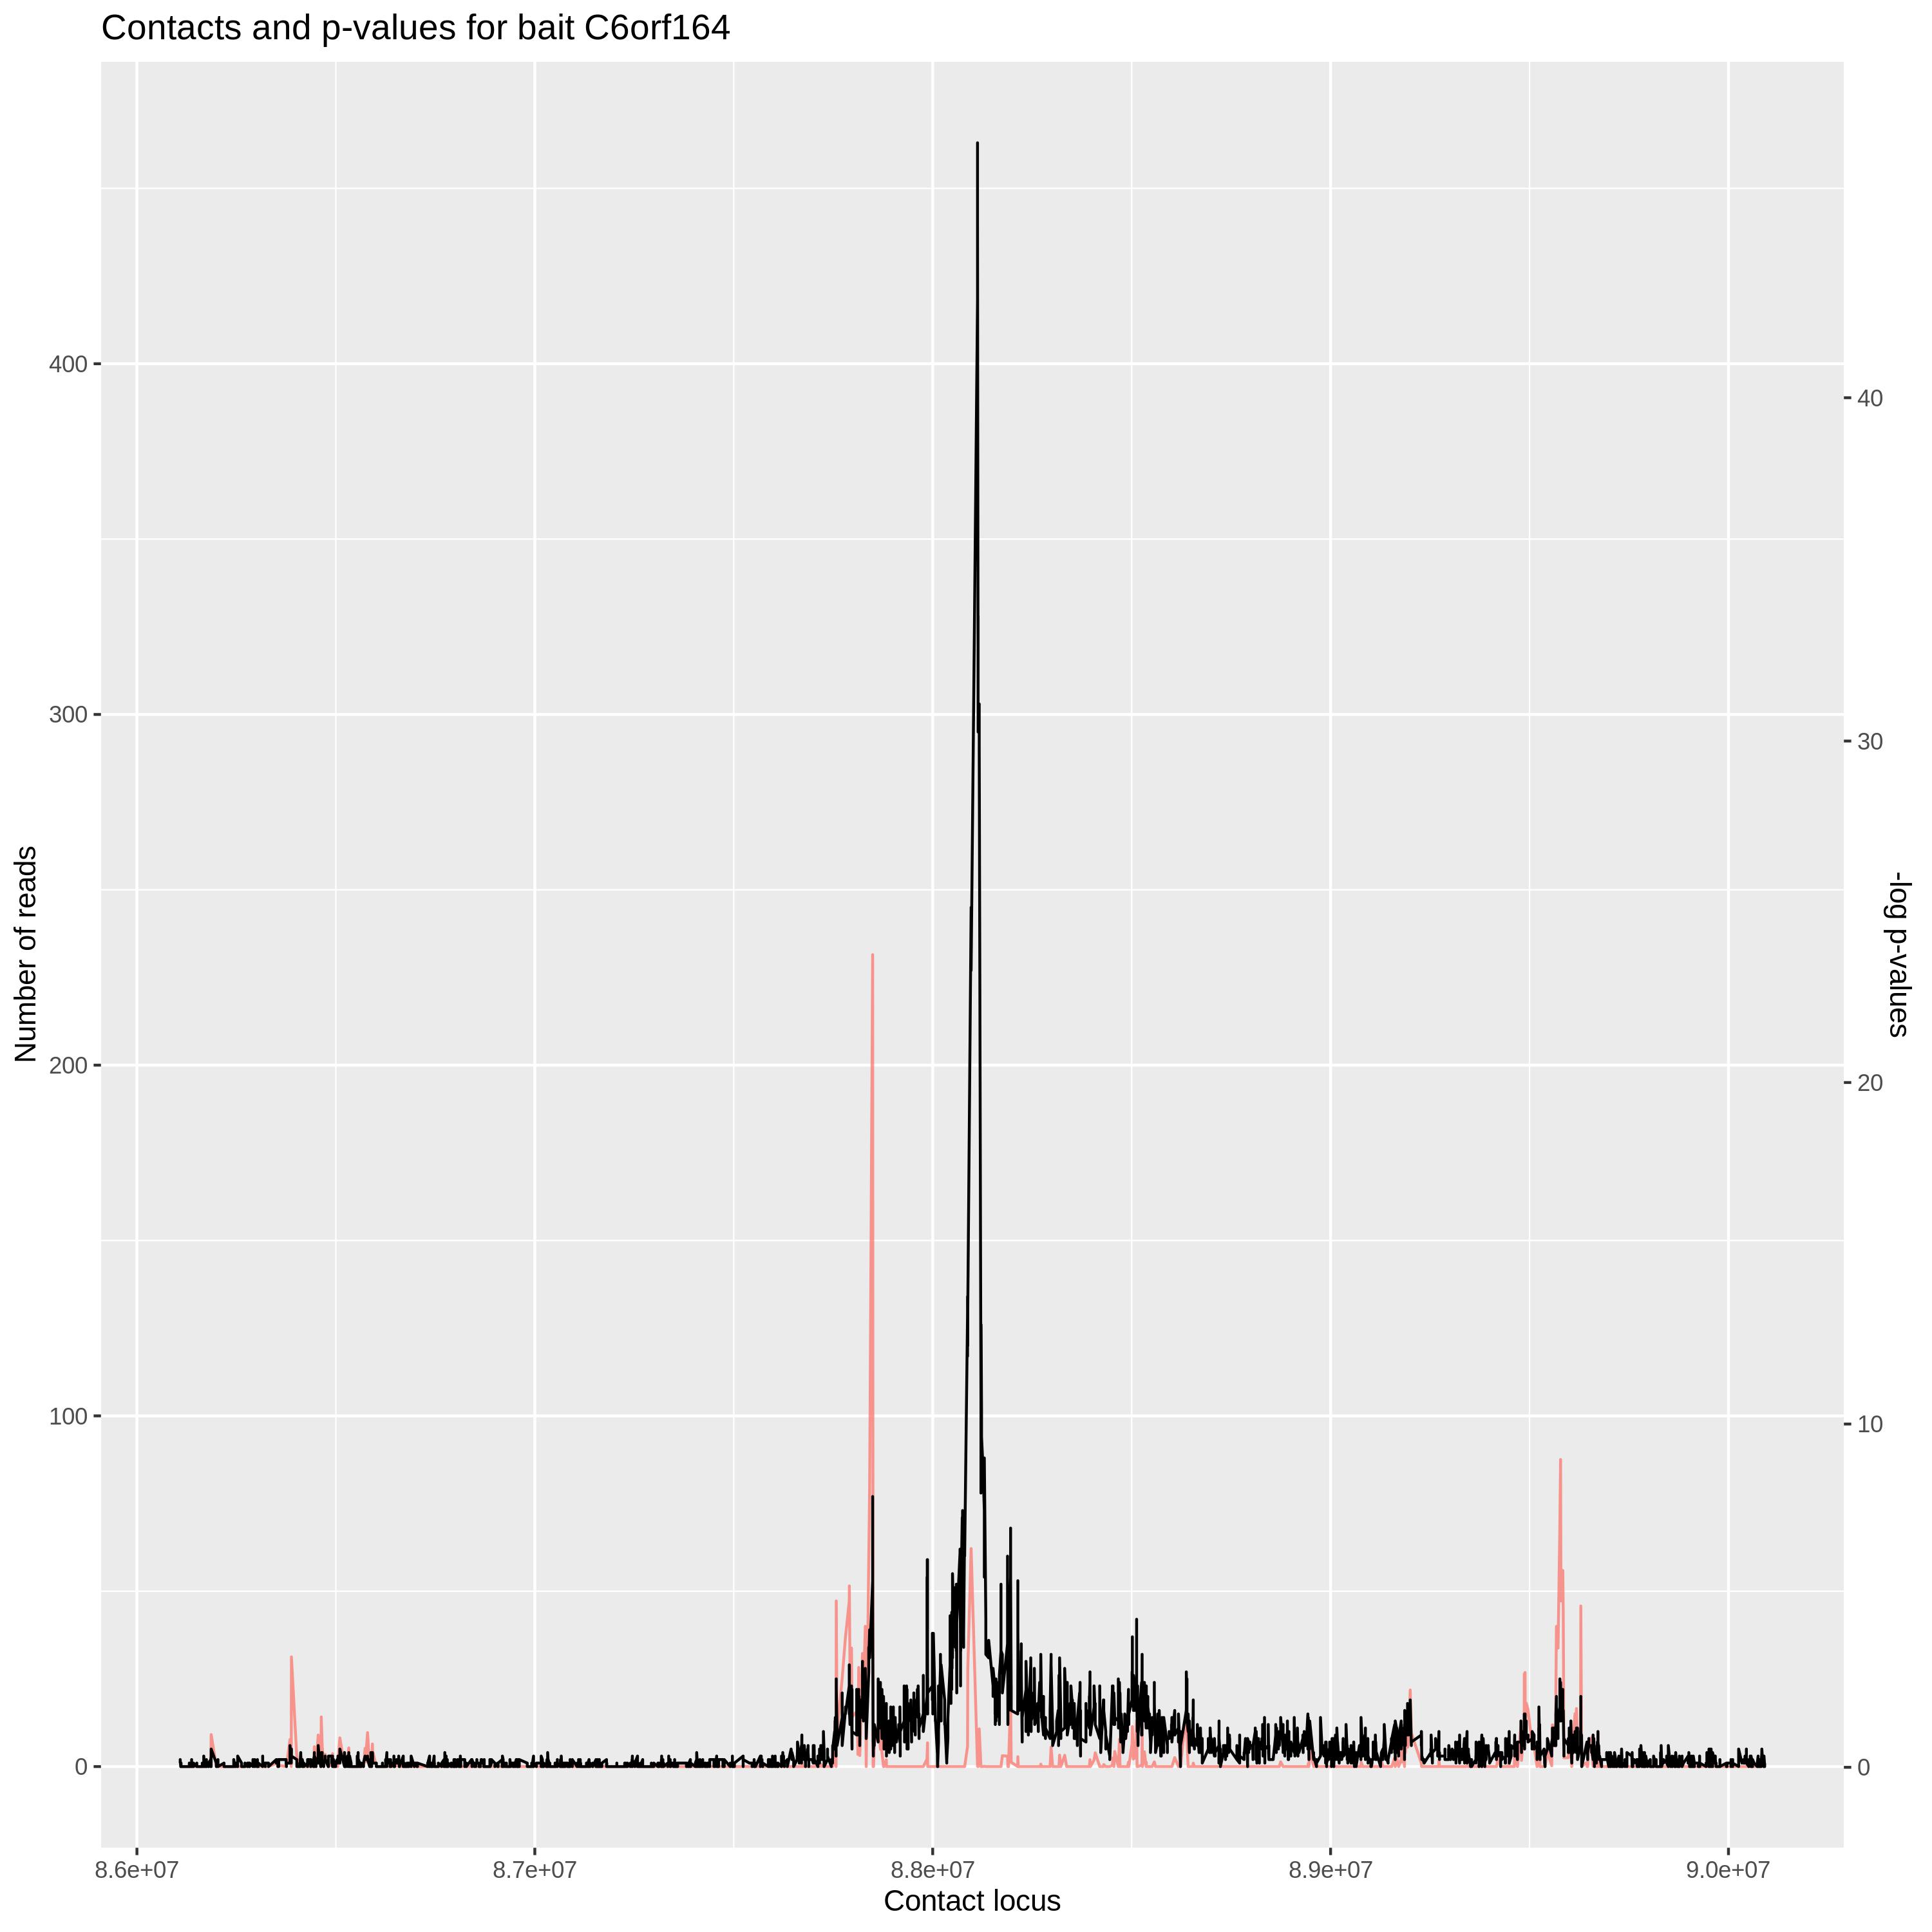 Contacts and p-values for bait C6orf164
Number of reads
400
300
200
100
0
40
30
20
10
0
-log p-values
8.6e+07 8.7e+07 8.8e+07 8.9e+07 9.0e+07
Contact locus